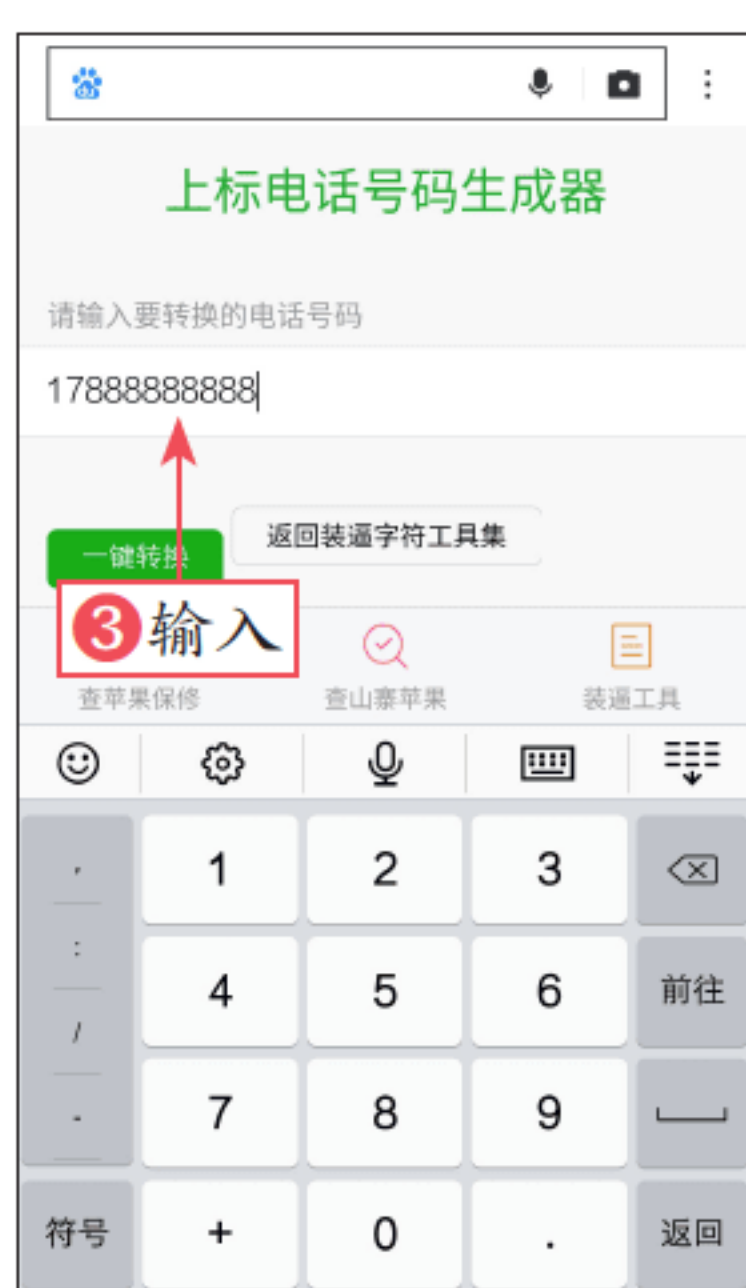 du
上标电话号码生成器
请输入要转换的电话号码
17888888888
一键转换
返回装逼字符工具集
3输入
查苹果保修
查山寨苹果
装逼工具
, 1 2 3
:
4 5 6 前往
/
- 7 8 9
符号 + 0 . 返回